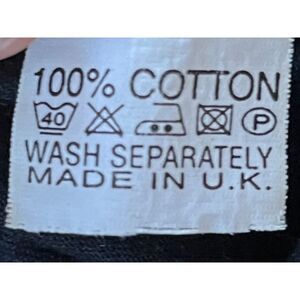 100% COTTON
40 P
WASH SEPARATELY
MADE IN U.K.